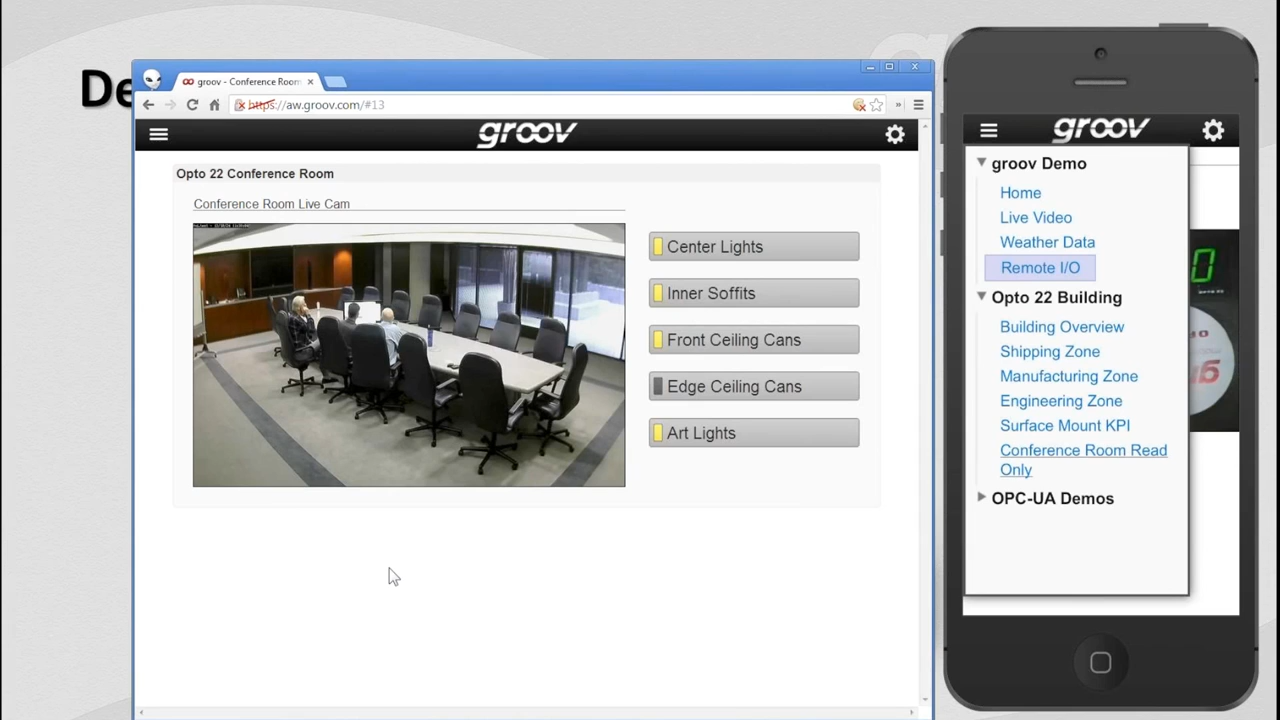 De
groov - Conference Room
https://aw.groov.com/#13
groov
Opto 22 Conference Room
Conference Room Live Cam
Center Lights
Inner Soffits
Front Ceiling Cans
Edge Ceiling Cans
Art Lights
groov
groov Demo
Home
Live Video
Weather Data
Remote I/O
Opto 22 Building
Building Overview
Shipping Zone
Manufacturing Zone
Engineering Zone
Surface Mount KPI
Conference Room Read
Only
OPC-UA Demos
0